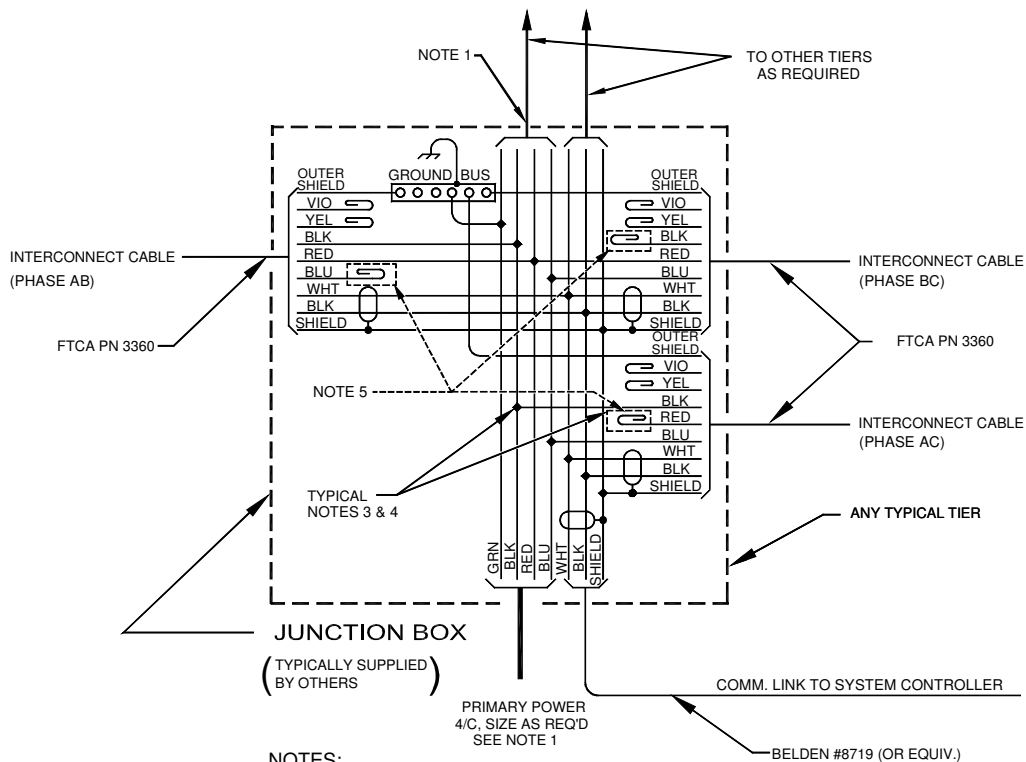 NOTE 1
TO OTHER TIERS
AS REQUIRED
OUTER
SHIELD
GROUND BUS
OUTER
SHIELD
VIO
YEL
BLK
RED
BLU
WHT
BLK
SHIELD
VIO
YEL
BLK
RED
BLU
WHT
BLK
SHIELD
INTERCONNECT CABLE
(PHASE AB)
INTERCONNECT CABLE
(PHASE BC)
FTCA PN 3360
FTCA PN 3360
OUTER
SHIELD
VIO
YEL
BLK
RED
BLU
WHT
BLK
SHIELD
NOTE 5
INTERCONNECT CABLE
(PHASE AC)
TYPICAL
NOTES 3 & 4
ANY TYPICAL TIER
GRN
BLK
RED
BLU
WHT
BLK
SHIELD
JUNCTION BOX
(TYPICALLY SUPPLIED
BY OTHERS)
PRIMARY POWER
4/C, SIZE AS REQ'D
SEE NOTE 1
COMM. LINK TO SYSTEM CONTROLLER
BELDEN #8719 (OR EQUIV.)
NOTES: